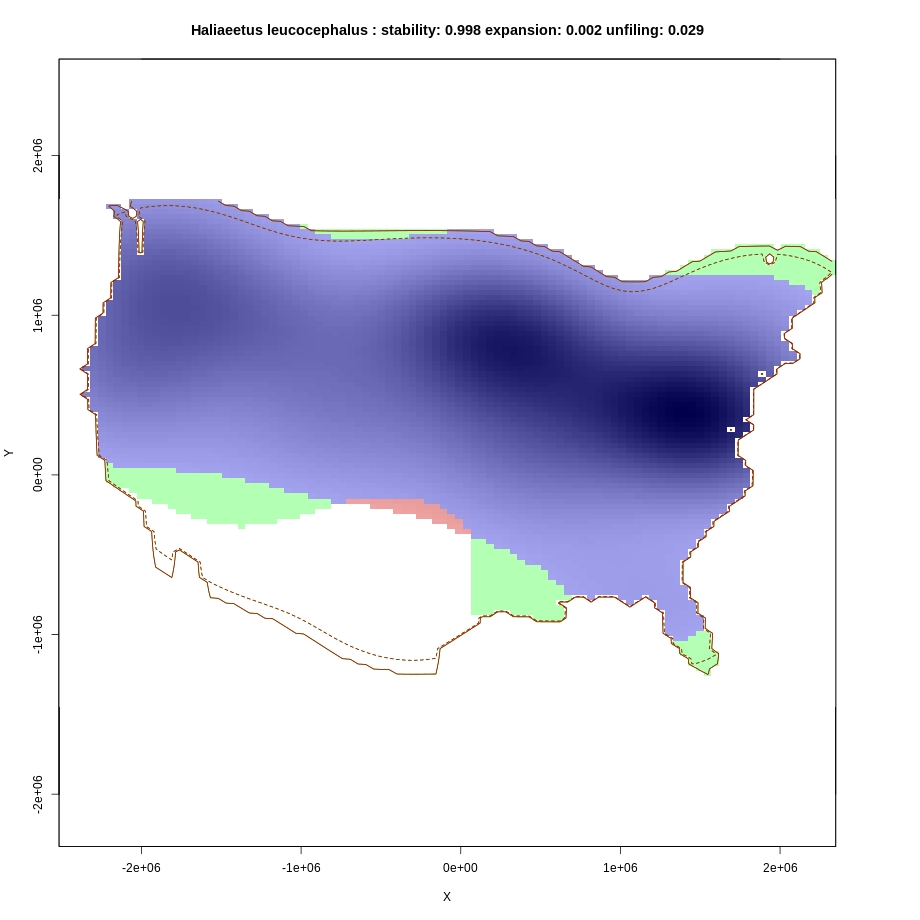 Haliaeetus leucocephalus : stability: 0.998 expansion: 0.002 unfiling: 0.029
2e+06
1e+06
0e+00
-1e+06
-2e+06
Y
-2e+06 -1e+06 0e+00 1e+06 2e+06
X